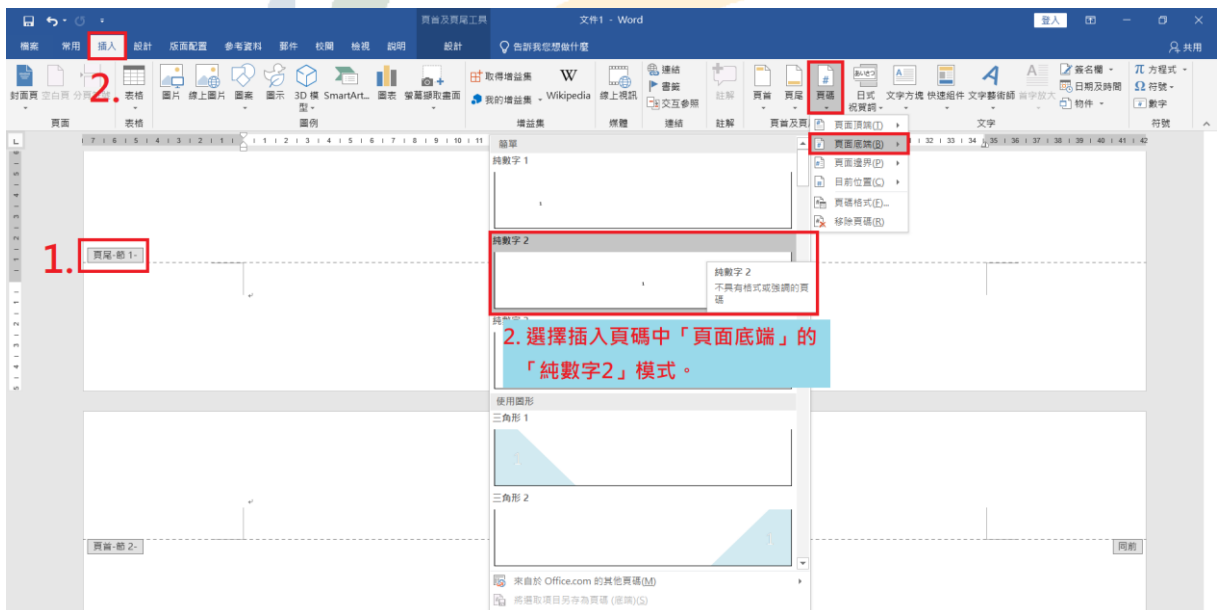 頁首及頁尾工具
文件1 - Word
登入
檔案 常用 插入 設計 版面配置 參考資料 郵件 校閱 檢視 說明 設計 告訴我您想做什麼 共用
2.
封面頁 空白頁
表格
圖片 線上圖片 圖案 圖示 3D 模型 SmartArt... 圖表 螢幕擷取畫面
取得增益集
我的增益集
Wikipedia
線上視訊
連結
書籤
交互參照
註解
頁首 頁尾 頁碼
日式祝賀詞
文字方塊 快速組件 文字藝術師 首字放大
簽名欄
日期及時間
物件
方程式
符號
數字
頁面 表格 圖例 增益集 媒體 連結 註解 頁首及頁 文字 符號
頁面頂端(T)
頁面底端(B)
頁面邊界(P)
目前位置(C)
頁碼格式(F)...
移除頁碼(R)
簡單
純數字 1
純數字 2
純數字 2
不具有格式或強調的頁碼
1.
頁尾-節 1-
2. 選擇插入頁碼中「頁面底端」的
「純數字2」模式。
使用圖形
三角形 1
三角形 2
頁首-節 2-
同前
來自於 Office.com 的其他頁碼(M)
將選取項目另存為頁碼 (底端)(S)